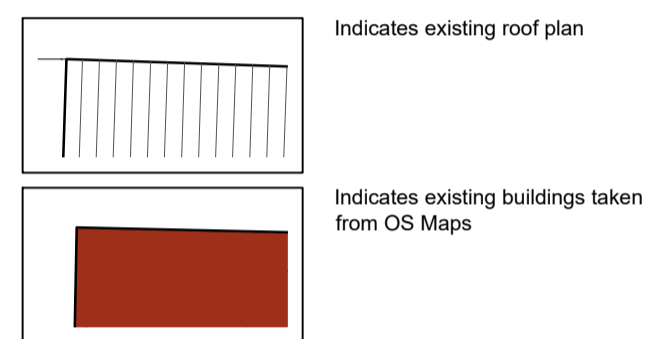 Indicates existing roof plan
Indicates existing buildings taken
from OS Maps